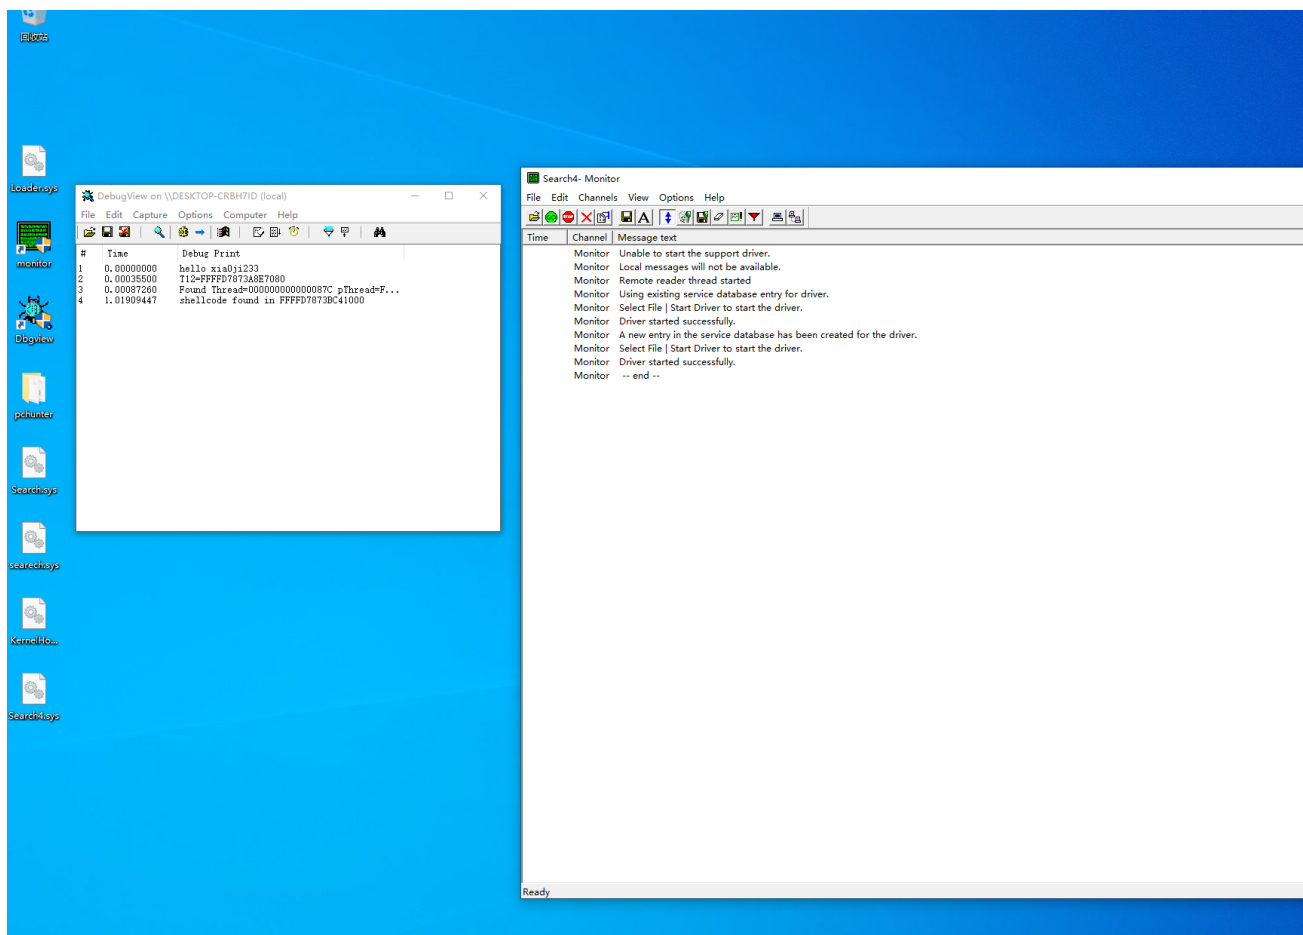 回收站
Loader.sys
monitor
Dbgview
pchunter
Search.sys
searech.sys
KernelHo...
Search4.sys
DebugView on \\DESKTOP-CRBH7ID (local)
File Edit Capture Options Computer Help
# Time Debug Print
1 0.00000000 hello xia0ji233
2 0.00035500 T12=FFFFD7873A8E7080
3 0.00087260 Found Thread=000000000000087C pThread=F...
4 1.01909447 shellcode found in FFFFD7873BC41000
Search4- Monitor
File Edit Channels View Options Help
Time Channel Message text
Monitor Unable to start the support driver.
Monitor Local messages will not be available.
Monitor Remote reader thread started
Monitor Using existing service database entry for driver.
Monitor Select File | Start Driver to start the driver.
Monitor Driver started successfully.
Monitor A new entry in the service database has been created for the driver.
Monitor Select File | Start Driver to start the driver.
Monitor Driver started successfully.
Monitor -- end --
Ready